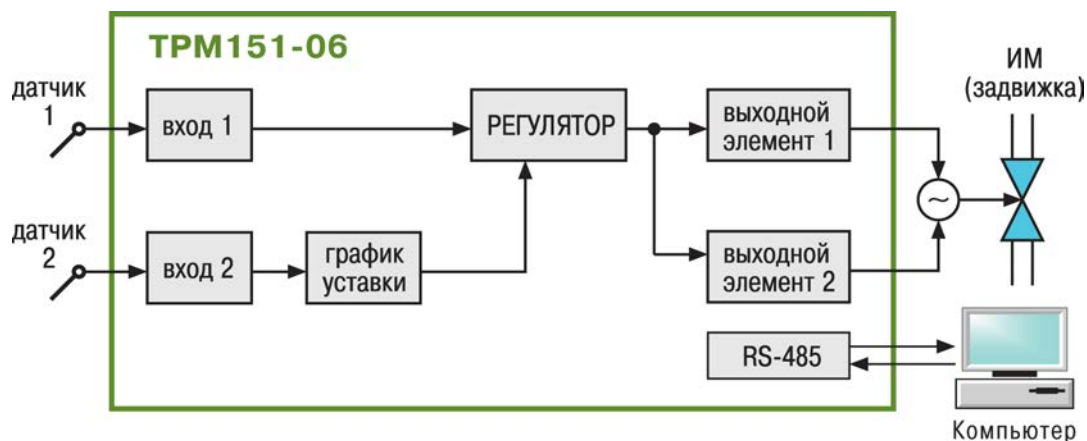 ТРМ151-06
датчик
1
вход 1
РЕГУЛЯТОР
выходной
элемент 1
ИМ
(задвижка)
датчик
2
вход 2
график
уставки
выходной
элемент 2
RS-485
Компьютер